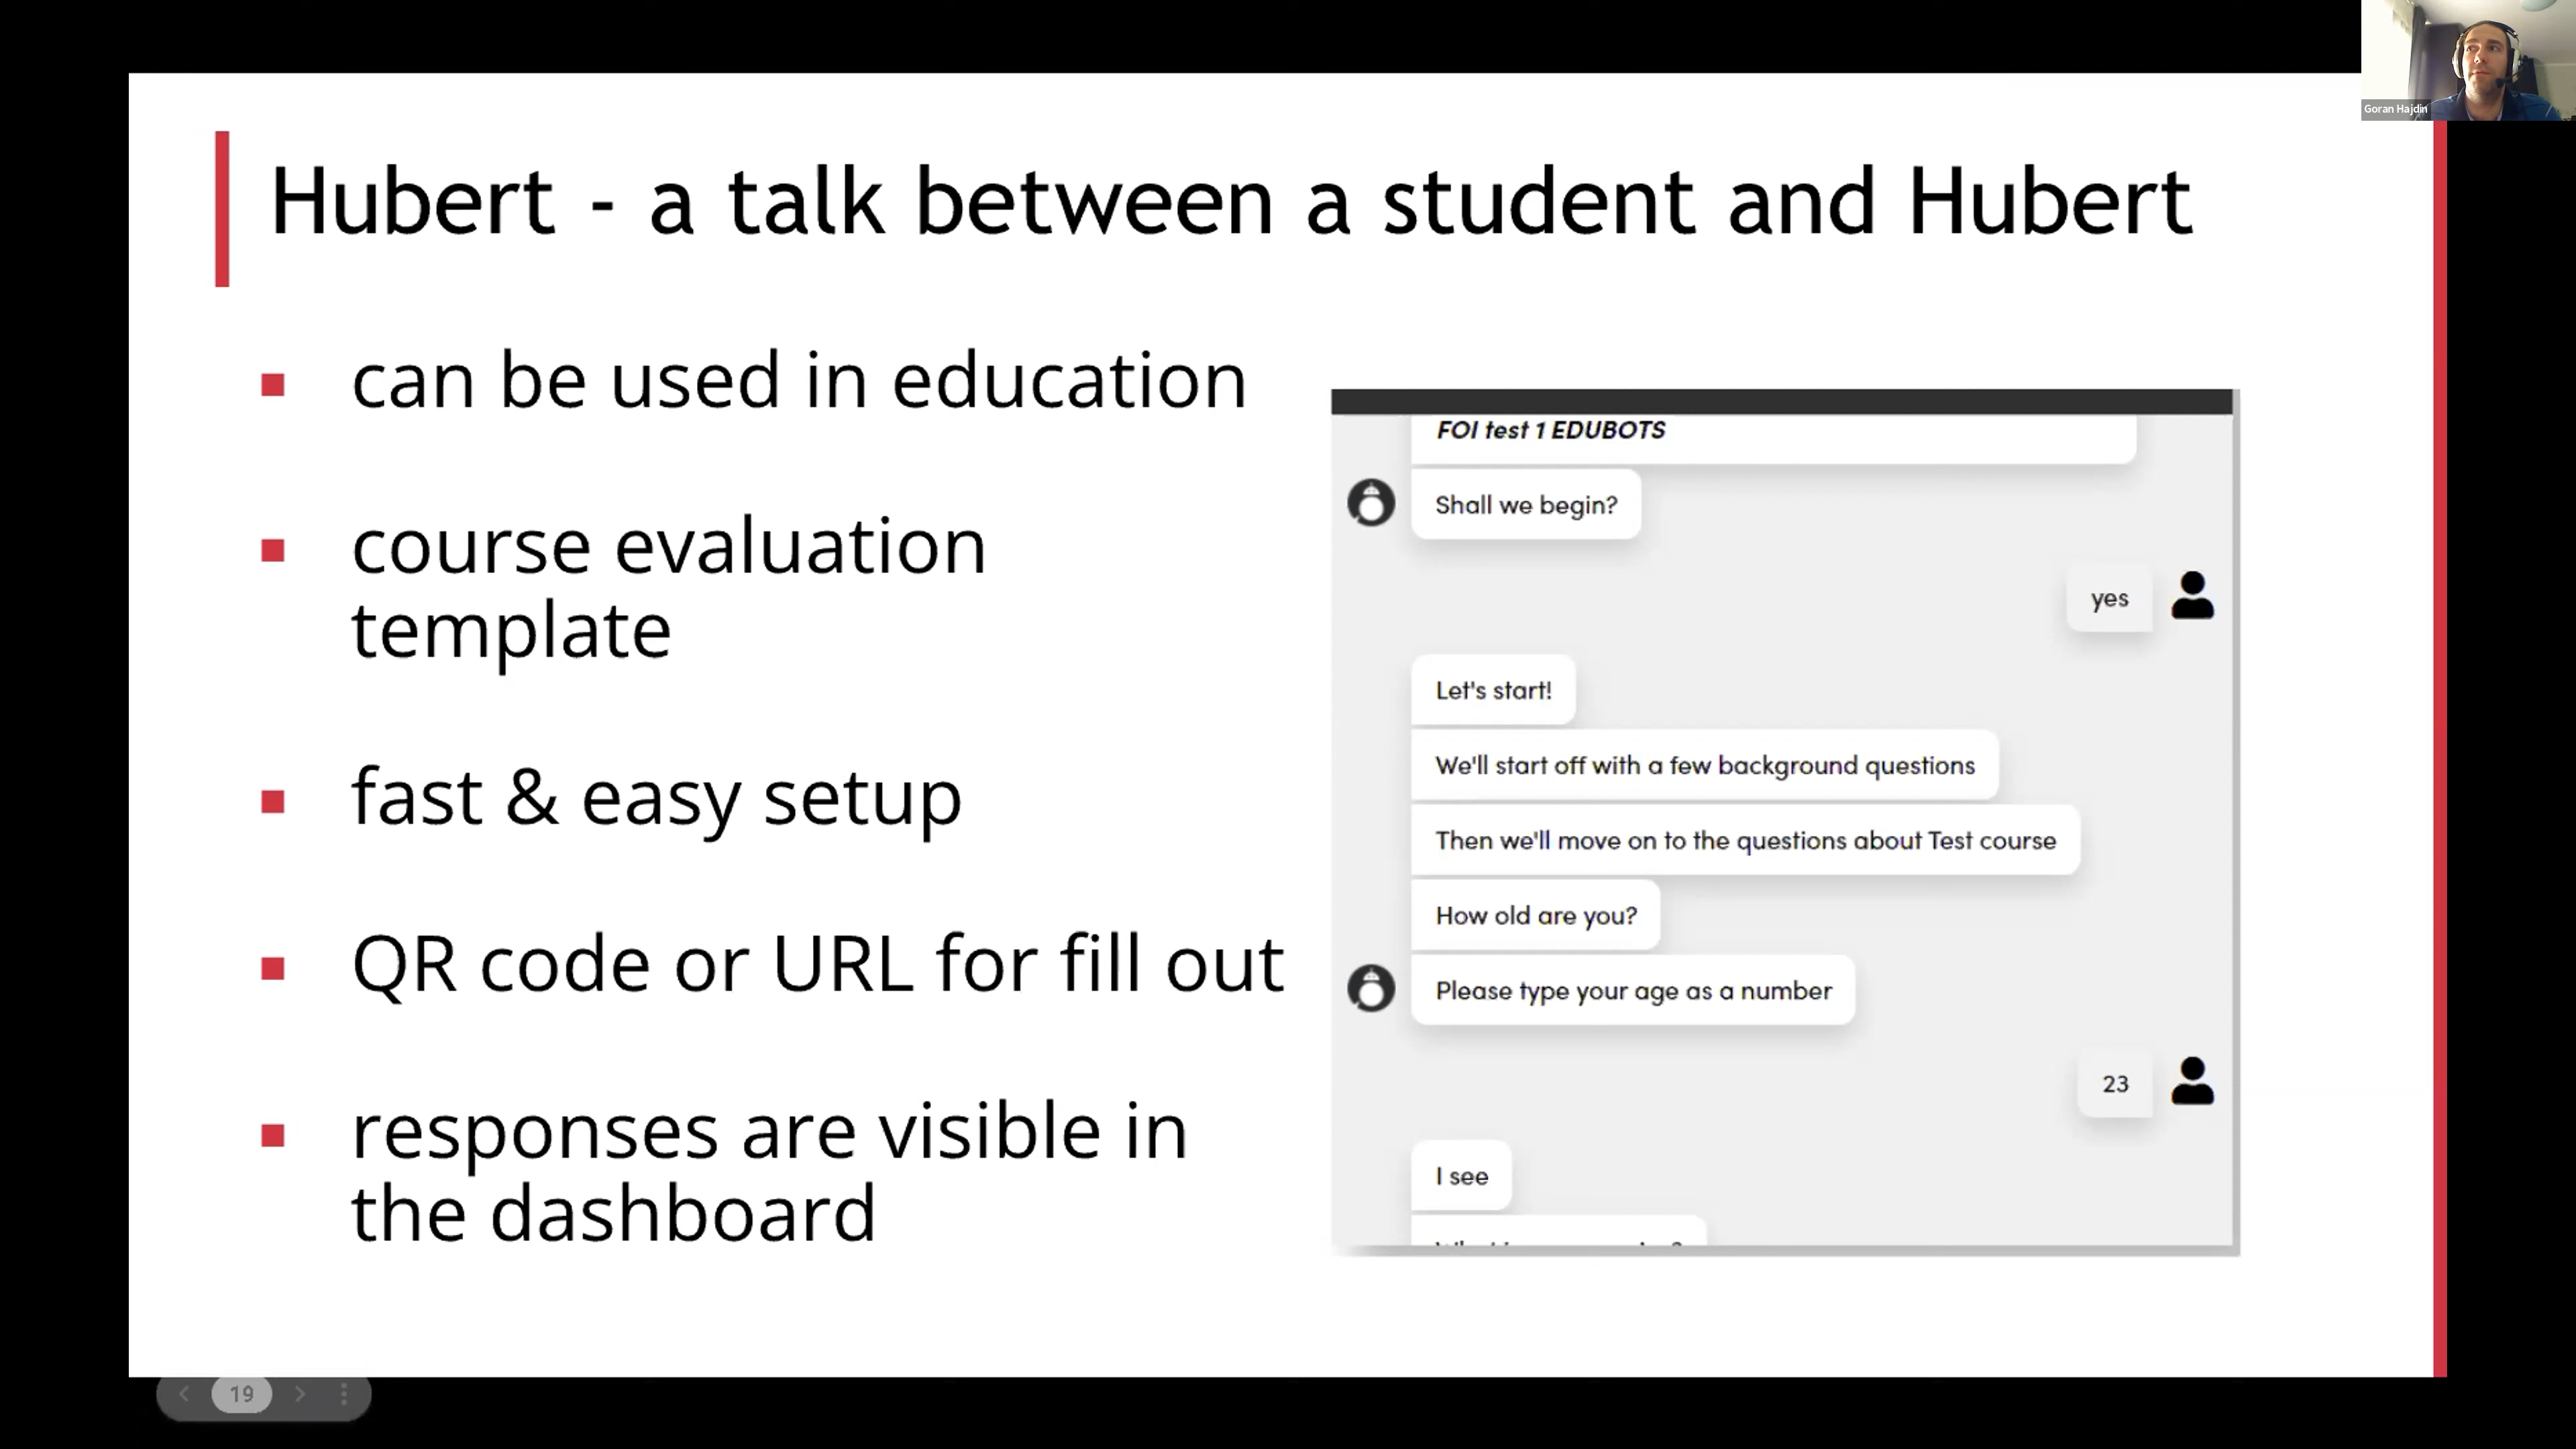 Goran Hajdin
Hubert - a talk between a student and Hubert
can be used in education
course evaluation
template
fast & easy setup
QR code or URL for fill out
responses are visible in
the dashboard
FOI test 1 EDUBOTS
Shall we begin?
yes
Let's start!
We'll start off with a few background questions
Then we'll move on to the questions about Test course
How old are you?
Please type your age as a number
23
I see
19